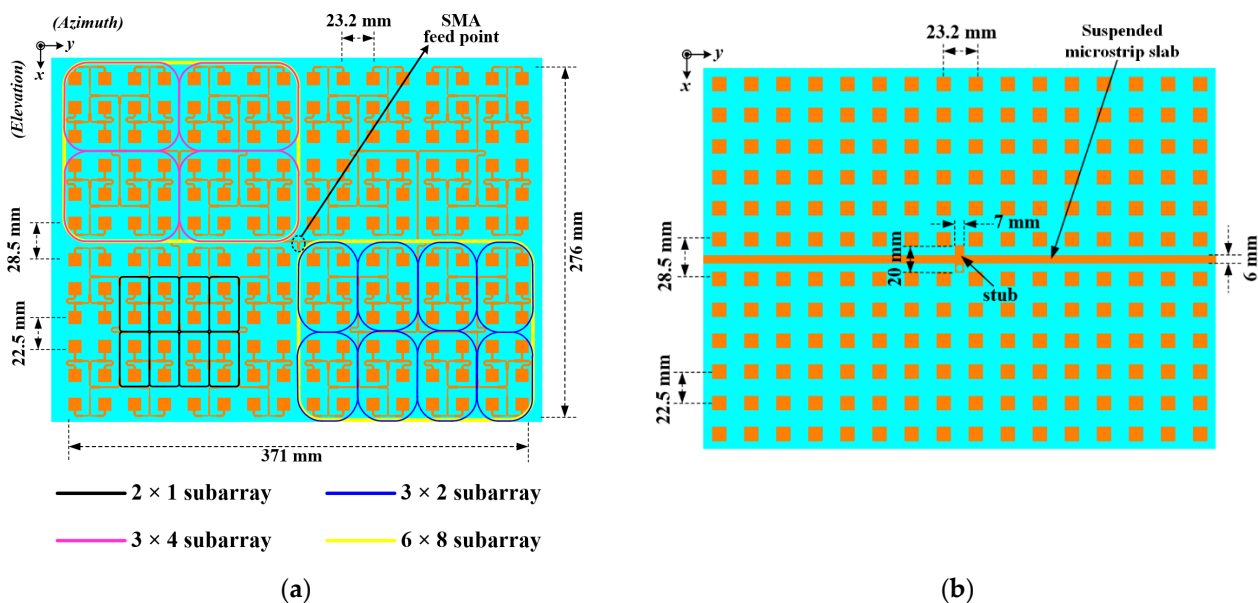 (Azimuth)
y
x
(Elevation)
23.2 mm
SMA
feed point
28.5 mm
22.5 mm
276 mm
371 mm
2 × 1 subarray
3 × 2 subarray
3 × 4 subarray
6 × 8 subarray
(a)
y
x
23.2 mm
Suspended
microstrip slab
7 mm
20 mm
stub
28.5 mm
6 mm
22.5 mm
(b)